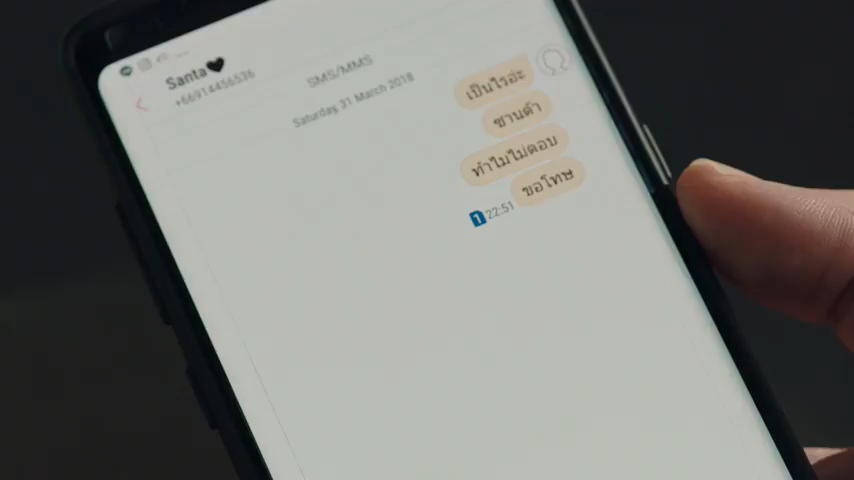 Santa🖤
+66914456536
SMS/MMS
Saturday, 31 March 2018
เป็นไรอ่ะ
ซานต้า
ทำไมไม่ตอบ
ขอโทษ
1 22:51